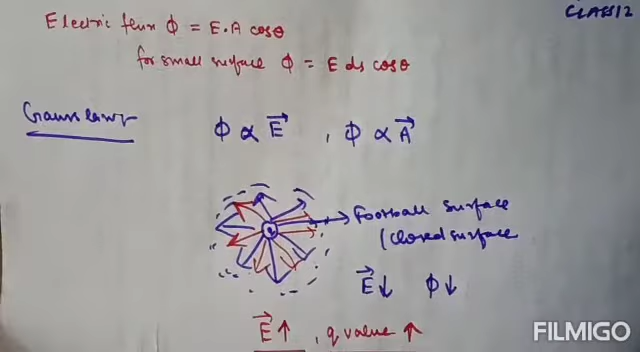 CLASS 12
Electric flux ϕ = E·A cosθ
for small surface ϕ = E ds cosθ
Gauss law
ϕ ∝ E⃗ , ϕ ∝ A⃗
q
Football surface
(closed surface
E⃗ ↓ ϕ ↓
E⃗ ↑ , q value ↑
FILMIGO